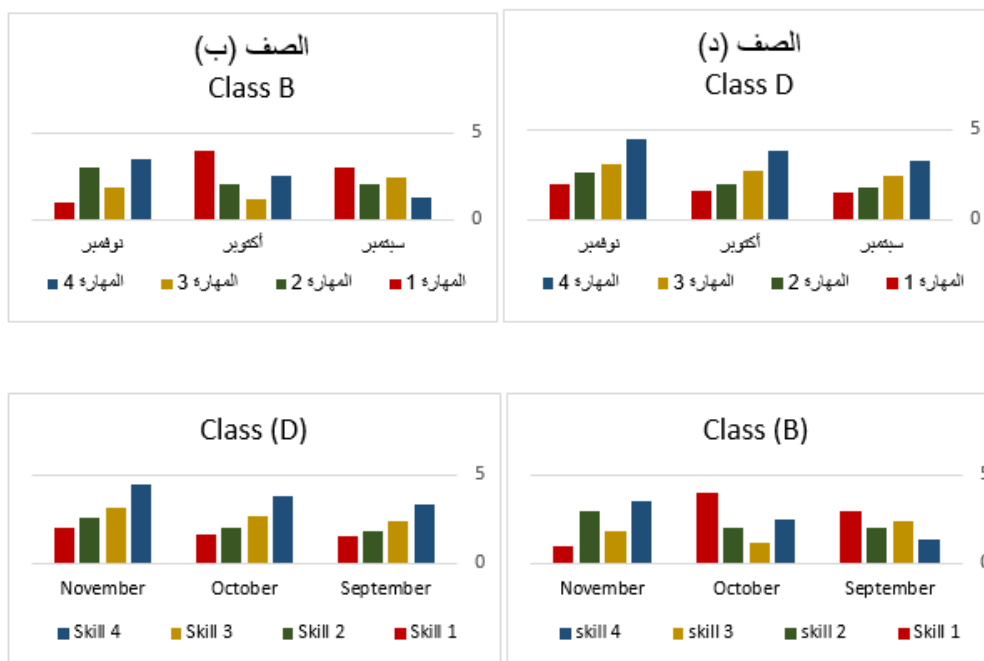 الصف (ب)
Class B
5
0
نوفمبر أكتوبر سبتمبر
المهارة 4 المهارة 3 المهارة 2 المهارة 1
الصف (د)
Class D
5
0
نوفمبر أكتوبر سبتمبر
المهارة 4 المهارة 3 المهارة 2 المهارة 1
Class (D)
5
0
November October September
Skill 4 Skill 3 Skill 2 Skill 1
Class (B)
5
0
November October September
skill 4 skill 3 skill 2 Skill 1